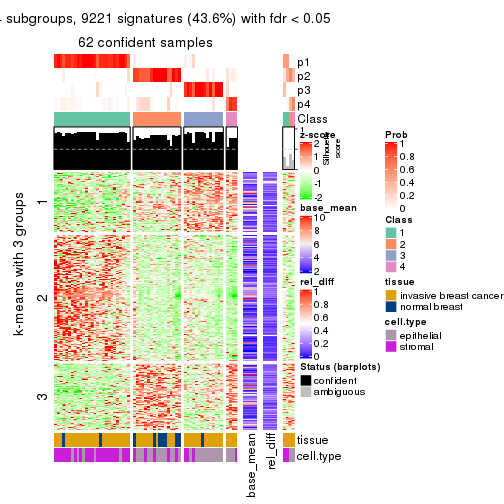 subgroups, 9221 signatures (43.6%) with fdr < 0.05
62 confident samples
p1
p2
p3
p4
Class
1
Silhouette
score
k-means with 3 groups
1
2
3
tissue
cell.type
base_mean
rel_diff
z-score
2
1
0
-1
-2
base_mean
10
8
6
4
2
rel_diff
1
0.8
0.6
0.4
0.2
0
Status (barplots)
confident
ambiguous
Prob
1
0.8
0.6
0.4
0.2
0
Class
1
2
3
4
tissue
invasive breast cancer
normal breast
cell.type
epithelial
stromal